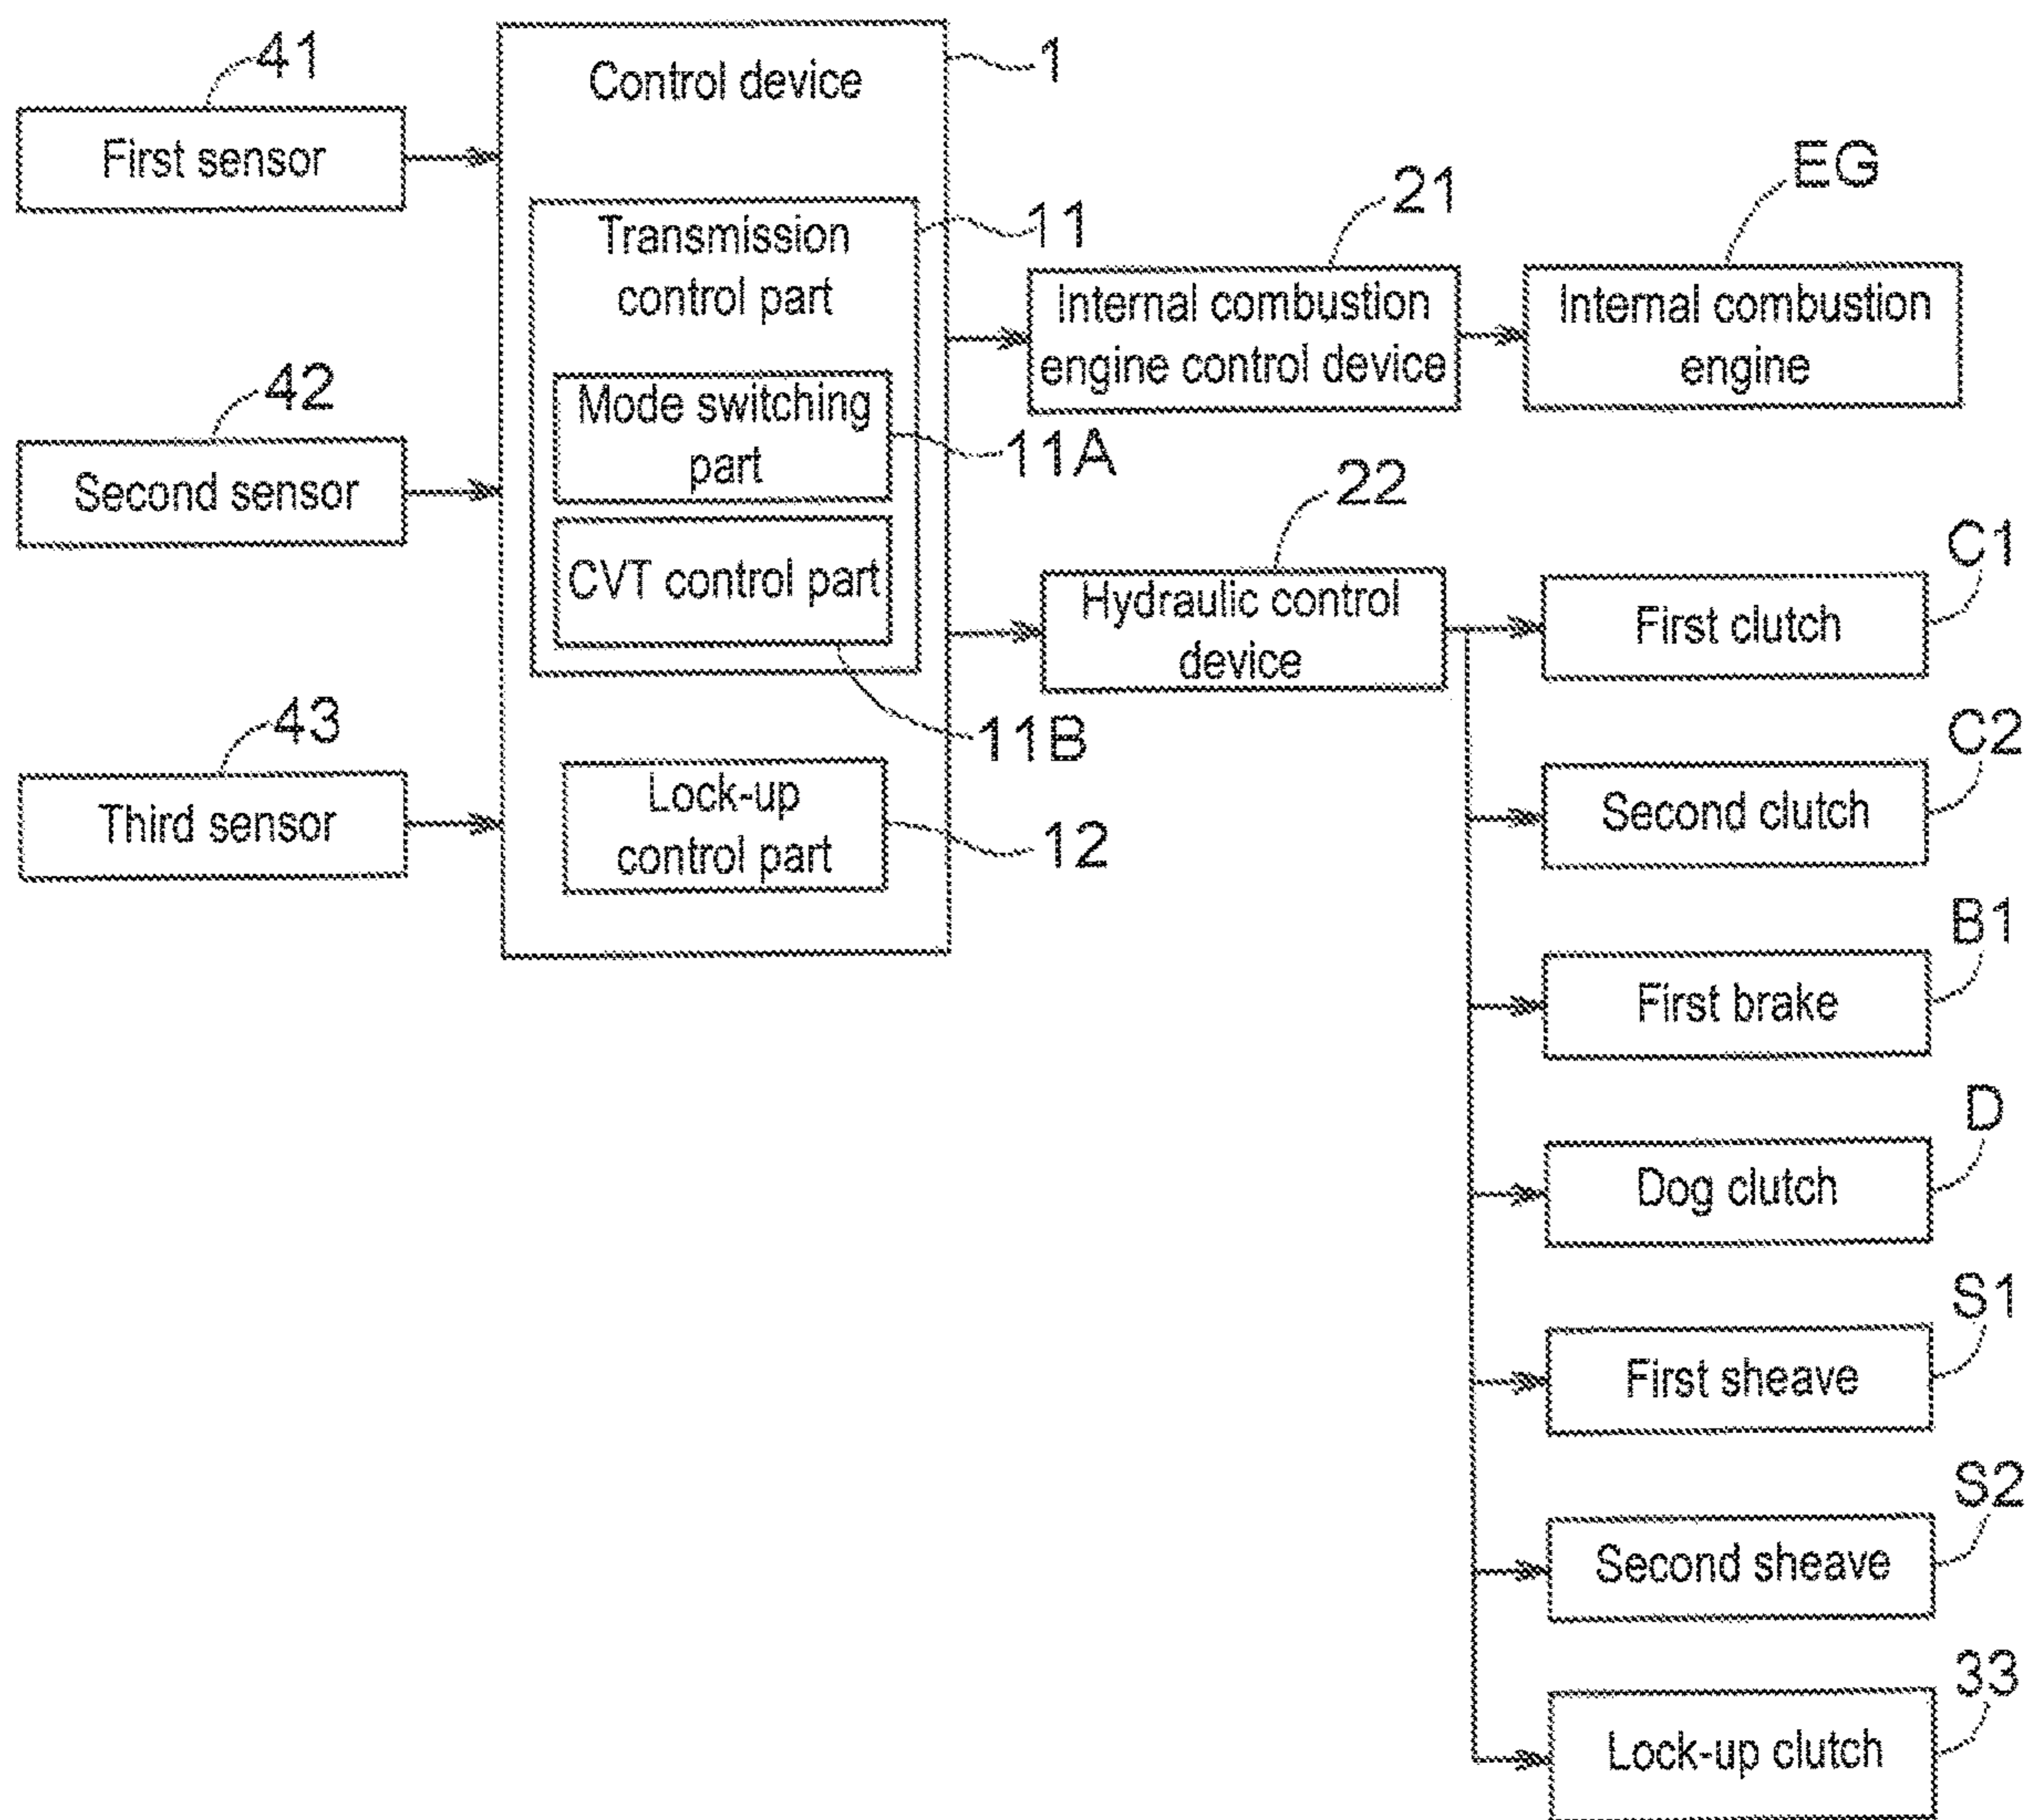 41
First sensor
42
Second sensor
43
Third sensor
Control device
1
Transmission
control part
11
Mode switching
part
11A
CVT control part
11B
Lock-up
control part
12
21
Internal combustion
engine control device
EG
Internal combustion
engine
22
Hydraulic control
device
C1
First clutch
C2
Second clutch
B1
First brake
D
Dog clutch
S1
First sheave
S2
Second sheave
33
Lock-up clutch